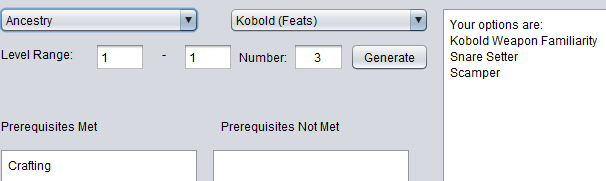 Ancestry
Kobold (Feats)
Level Range: 1 - 1 Number: 3 Generate
Prerequisites Met
Prerequisites Not Met
Crafting
Your options are:
Kobold Weapon Familiarity
Snare Setter
Scamper